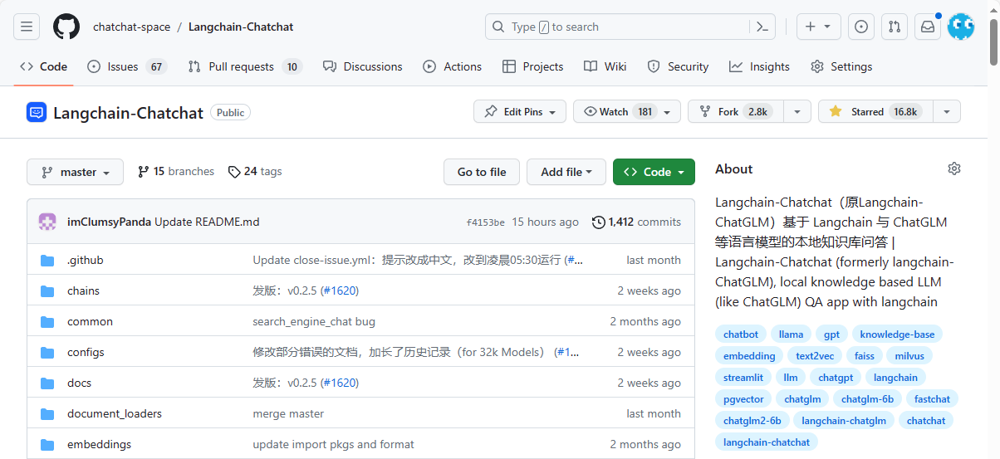 chatchat-space / Langchain-Chatchat
Type / to search
Code Issues 67 Pull requests 10 Discussions Actions Projects Wiki Security Insights Settings
Langchain-Chatchat Public
Edit Pins Watch 181 Fork 2.8k Starred 16.8k
master 15 branches 24 tags
Go to file Add file Code
imClumsyPanda Update README.md f4153be 15 hours ago 1,412 commits
.github Update close-issue.yml：提示改成中文，改到凌晨05:30运行 (#... last month
chains 发版：v0.2.5 (#1620) 2 weeks ago
common search_engine_chat bug 2 months ago
configs 修改部分错误的文档，加长了历史记录（for 32k Models） (#1... 2 weeks ago
docs 发版：v0.2.5 (#1620) 2 weeks ago
document_loaders merge master last month
embeddings update import pkgs and format 2 months ago
About
Langchain-Chatchat（原Langchain-
ChatGLM）基于 Langchain 与 ChatGLM
等语言模型的本地知识库问答 |
Langchain-Chatchat (formerly langchain-
ChatGLM), local knowledge based LLM
(like ChatGLM) QA app with langchain
chatbot llama gpt knowledge-base
embedding text2vec faiss milvus
streamlit llm chatgpt langchain
pgvector chatglm chatglm-6b fastchat
chatglm2-6b langchain-chatglm chatchat
langchain-chatchat